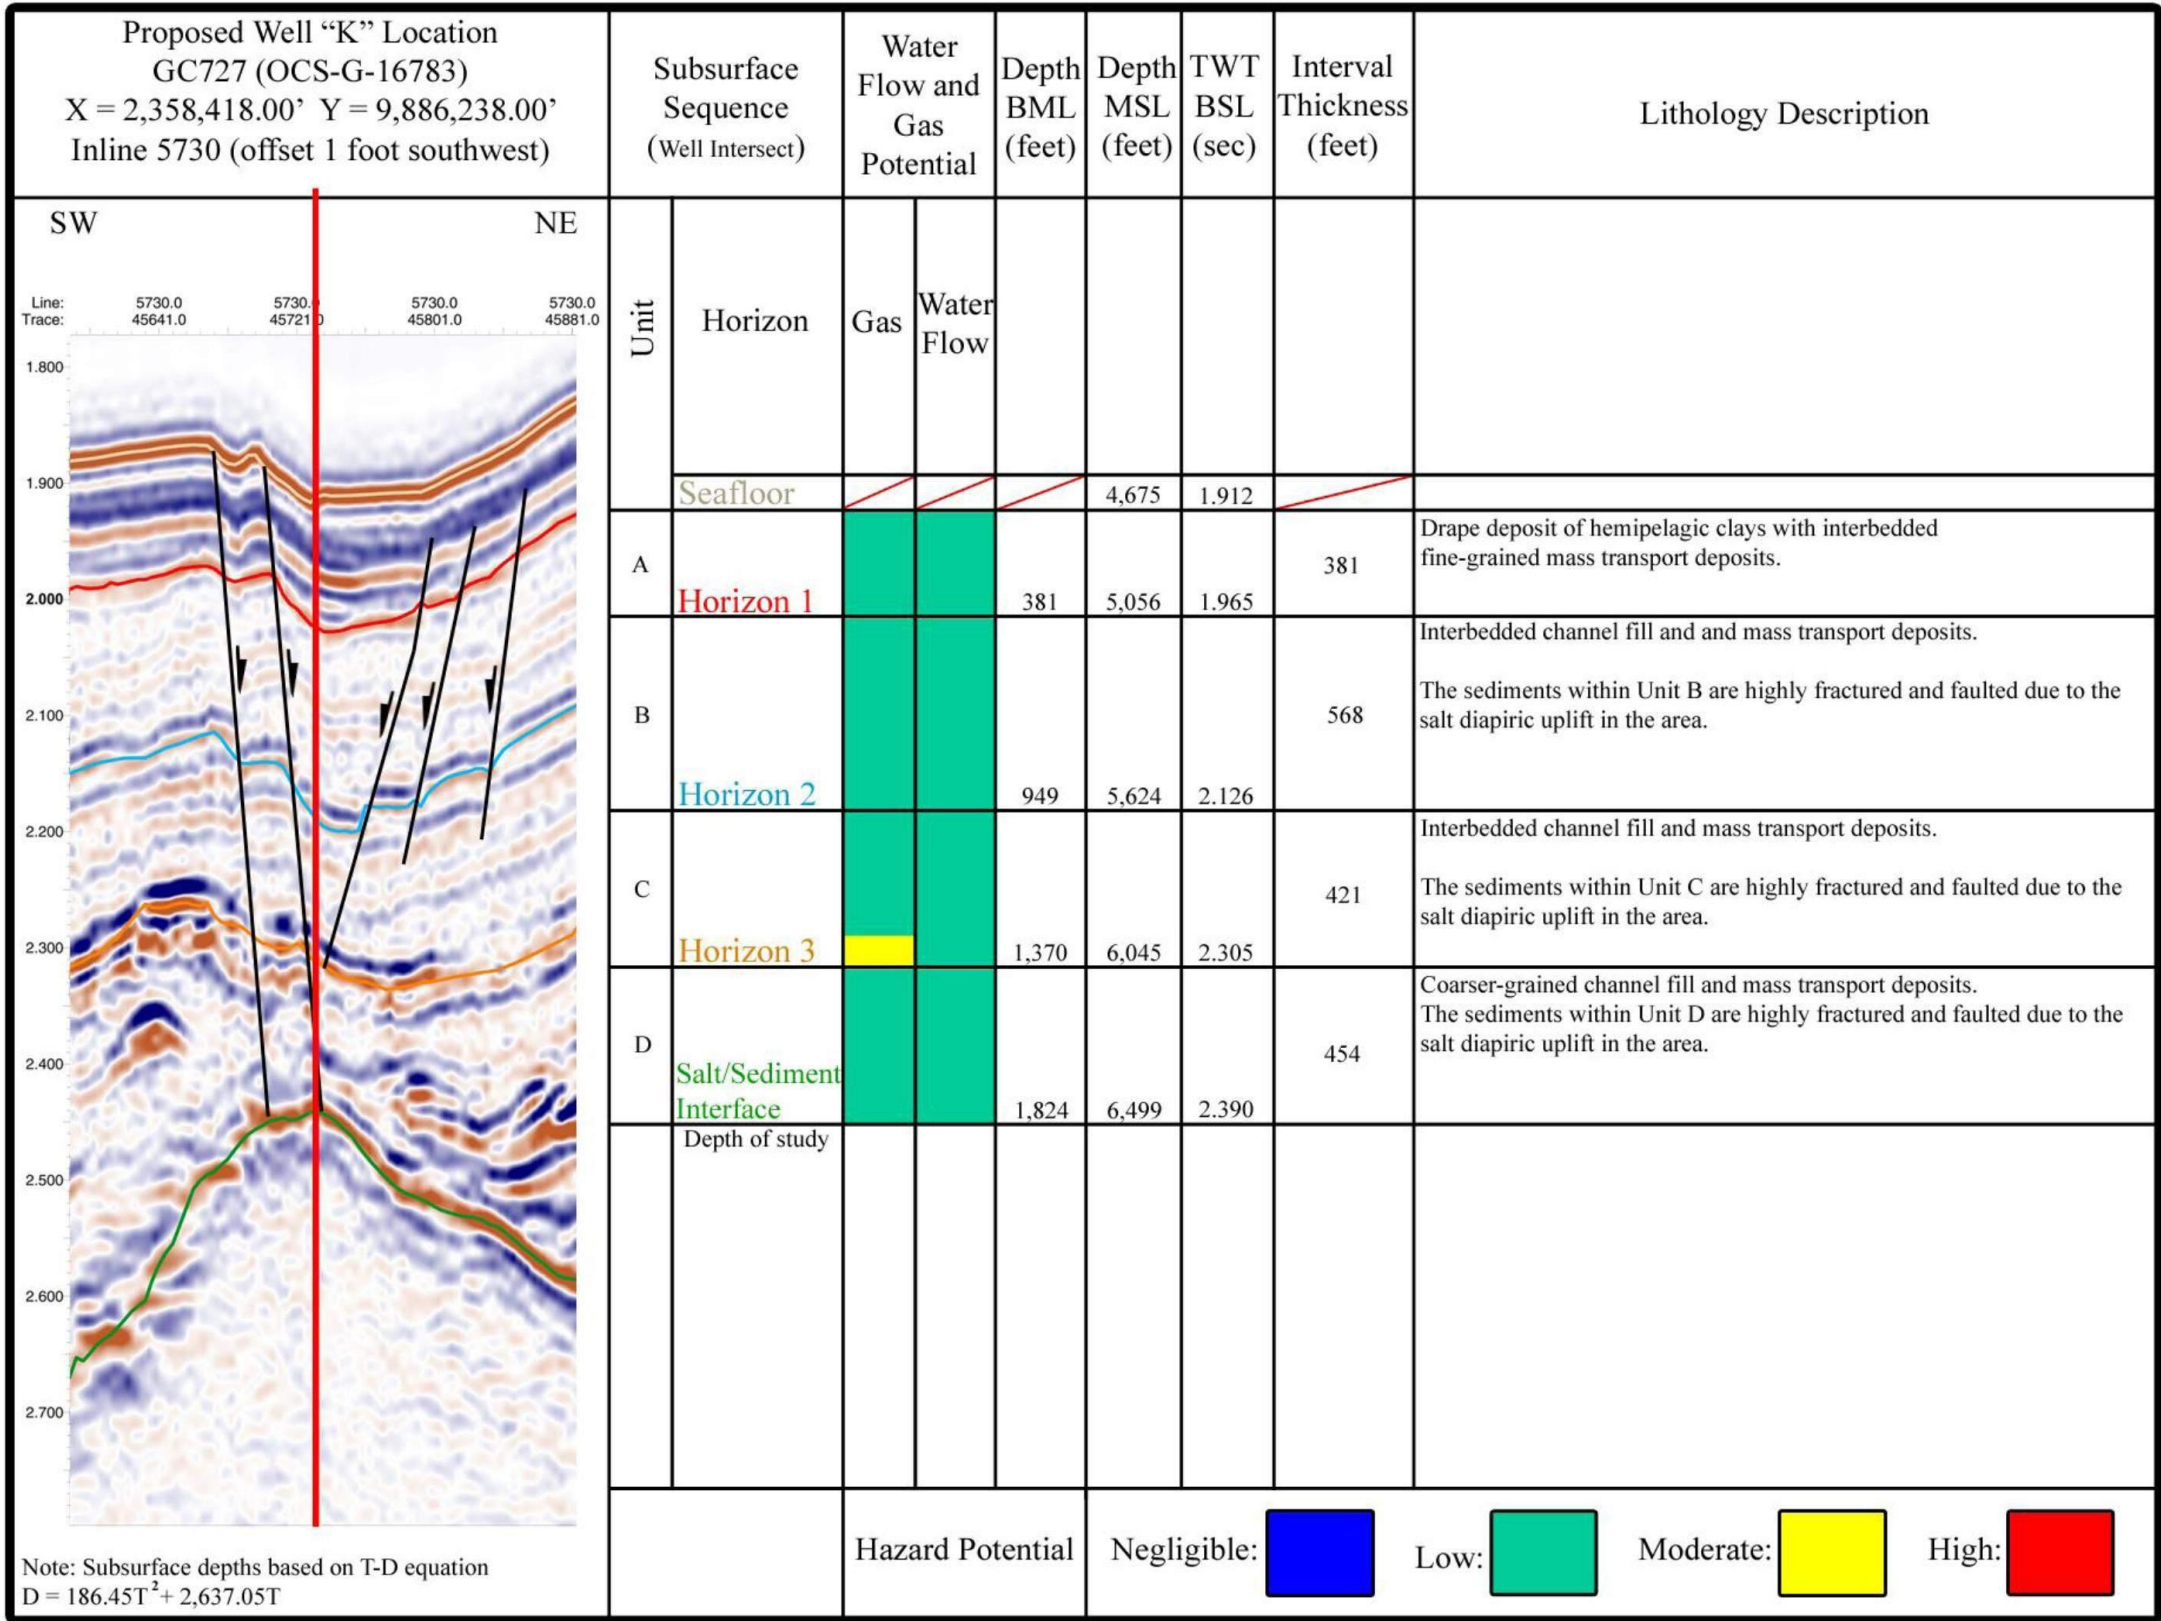 Proposed Well “K” Location
GC727 (OCS-G-16783)
X = 2,358,418.00’ Y = 9,886,238.00’
Inline 5730 (offset 1 foot southwest)
Subsurface
Sequence
(Well Intersect)
Water
Flow and
Gas
Potential
Depth
BML
(feet)
Depth
MSL
(feet)
TWT
BSL
(sec)
Interval
Thickness
(feet)
Lithology Description
SW NE
Line: 5730.0 5730.0 5730.0 5730.0
Trace: 45641.0 45721.0 45801.0 45881.0
1.800
1.900
2.000
2.100
2.200
2.300
2.400
2.500
2.600
2.700
Note: Subsurface depths based on T-D equation
D = 186.45T²+ 2,637.05T
Unit
Horizon
Gas
Water
Flow
Seafloor 4,675 1.912
A
Horizon 1 381 5,056 1.965
381
Drape deposit of hemipelagic clays with interbedded
fine-grained mass transport deposits.
B
Horizon 2 949 5,624 2.126
568
Interbedded channel fill and and mass transport deposits.
The sediments within Unit B are highly fractured and faulted due to the
salt diapiric uplift in the area.
C
Horizon 3 1,370 6,045 2.305
421
Interbedded channel fill and mass transport deposits.
The sediments within Unit C are highly fractured and faulted due to the
salt diapiric uplift in the area.
D
Salt/Sediment
Interface 1,824 6,499 2.390
454
Coarser-grained channel fill and mass transport deposits.
The sediments within Unit D are highly fractured and faulted due to the
salt diapiric uplift in the area.
Depth of study
Hazard Potential Negligible: Low: Moderate: High: